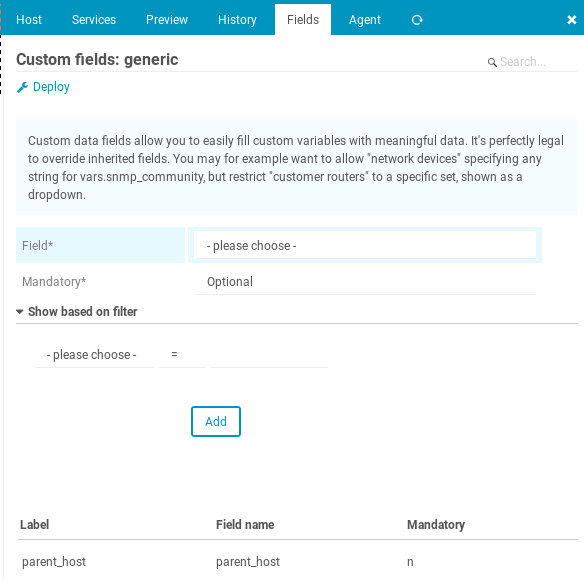 Host Services Preview History Fields Agent
Custom fields: generic
Search...
Deploy
Custom data fields allow you to easily fill custom variables with meaningful data. It's perfectly legal
to override inherited fields. You may for example want to allow "network devices" specifying any
string for vars.snmp_community, but restrict "customer routers" to a specific set, shown as a
dropdown.
Field* - please choose -
Mandatory* Optional
Show based on filter
- please choose - =
Add
Label Field name Mandatory
parent_host parent_host n